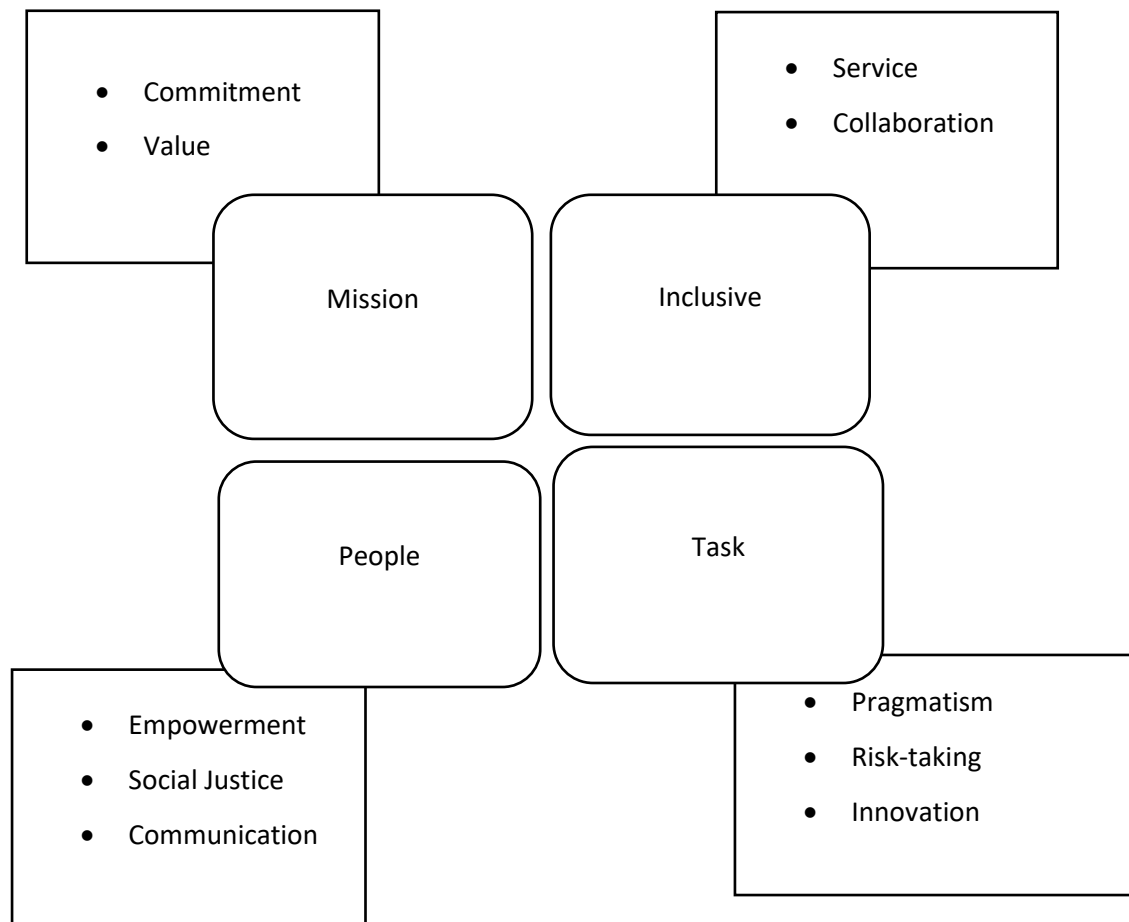 • Commitment
• Value
• Service
• Collaboration
Mission
Inclusive
People
Task
• Empowerment
• Social Justice
• Communication
• Pragmatism
• Risk-taking
• Innovation